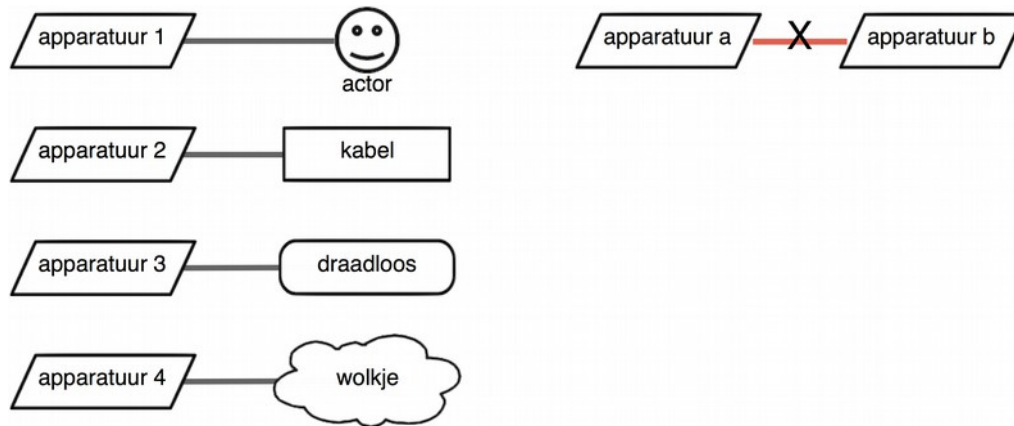 apparatuur 1
actor
apparatuur 2
kabel
apparatuur 3
draadloos
apparatuur 4
wolkje
apparatuur a
X
apparatuur b